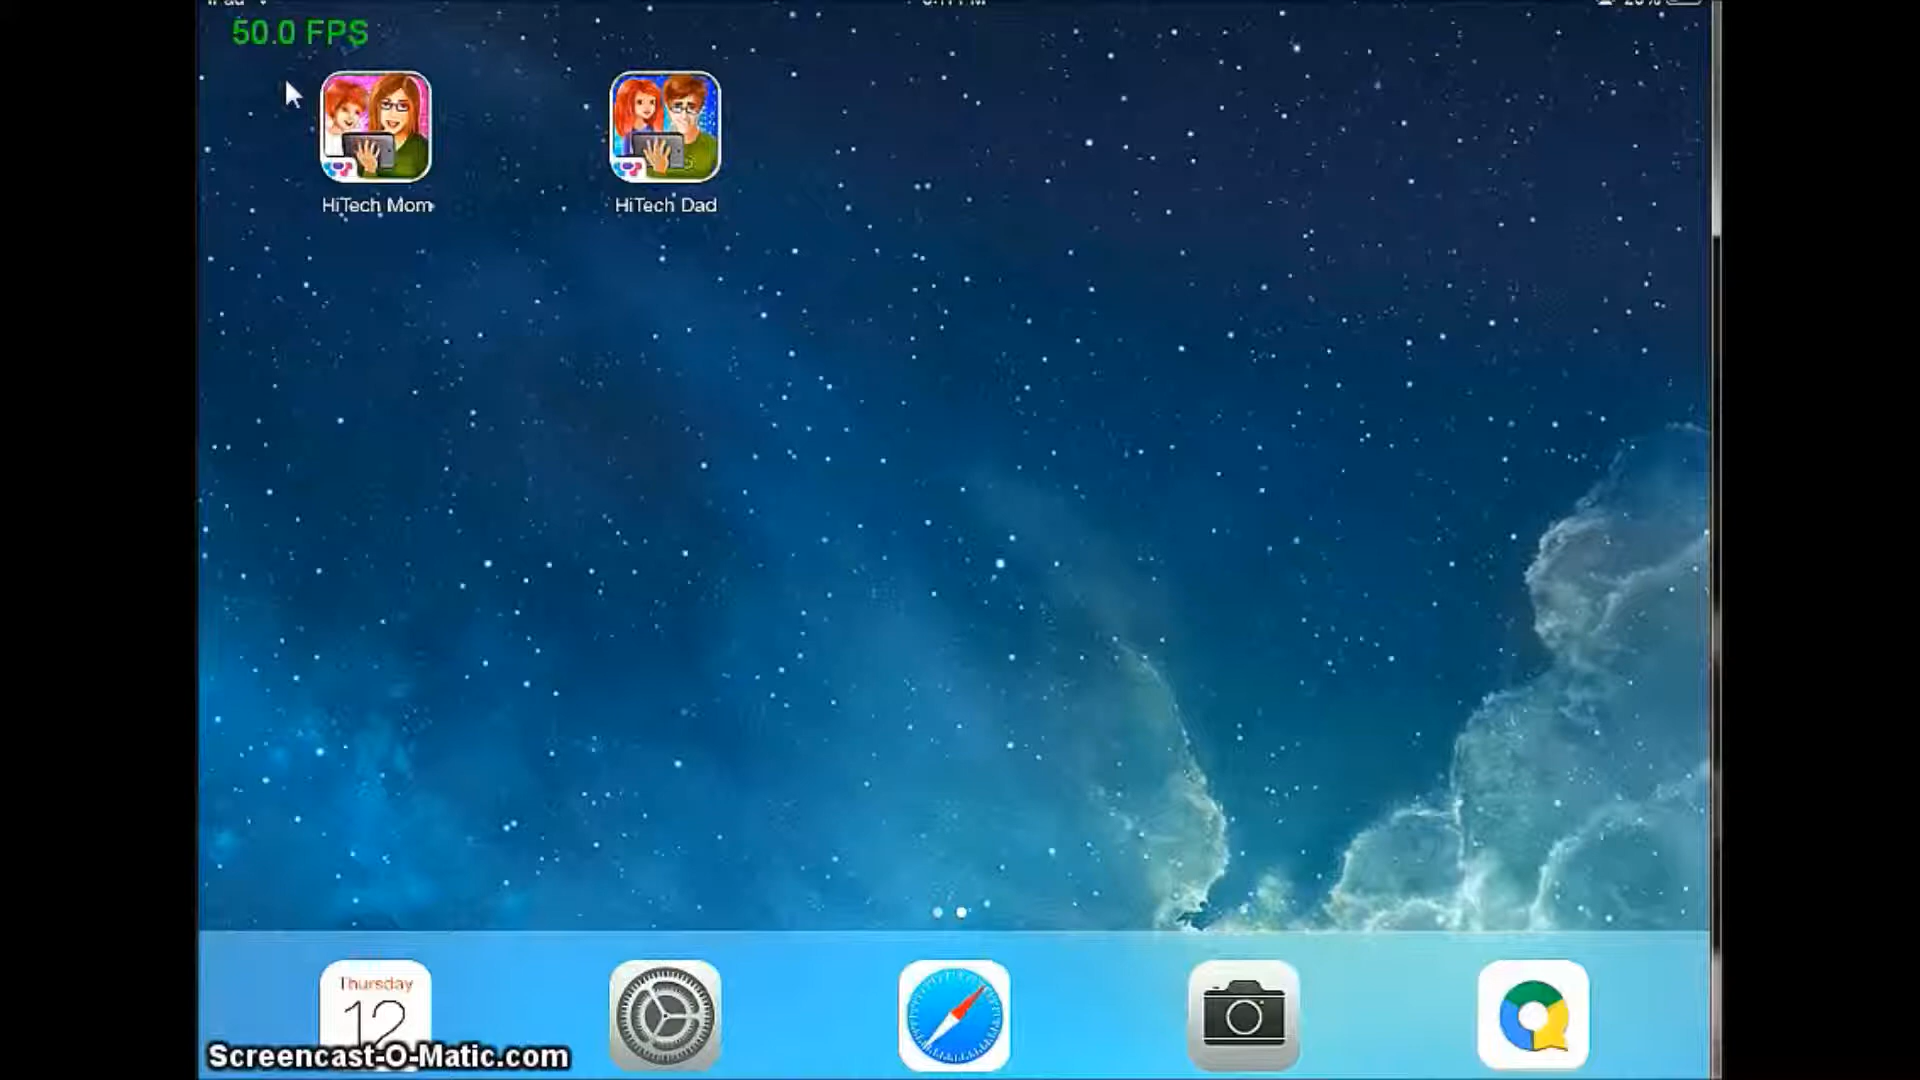 50.0 FPS
HiTech Mom
HiTech Dad
Thursday
12
Screencast-O-Matic.com